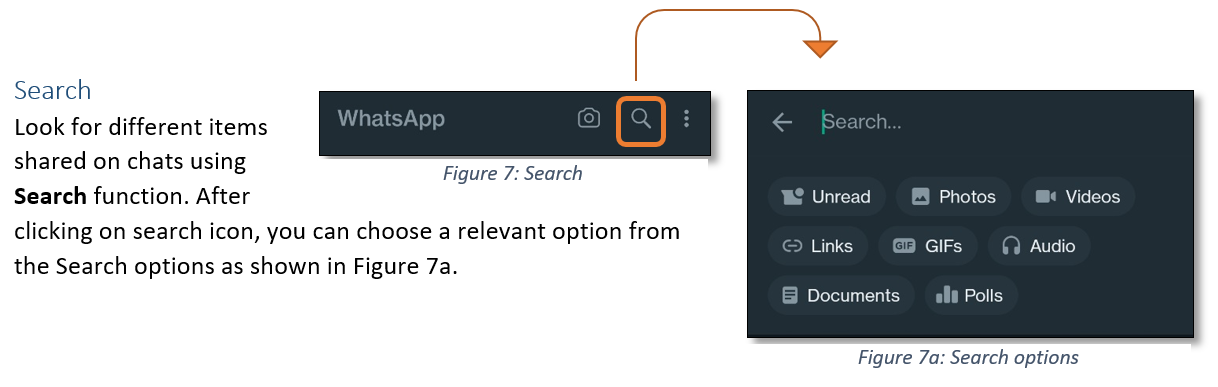 Search
Look for different items
shared on chats using
Search function. After
clicking on search icon, you can choose a relevant option from
the Search options as shown in Figure 7a.
WhatsApp
Figure 7: Search
Search...
Unread Photos Videos
Links GIF GIFs Audio
Documents Polls
Figure 7a: Search options